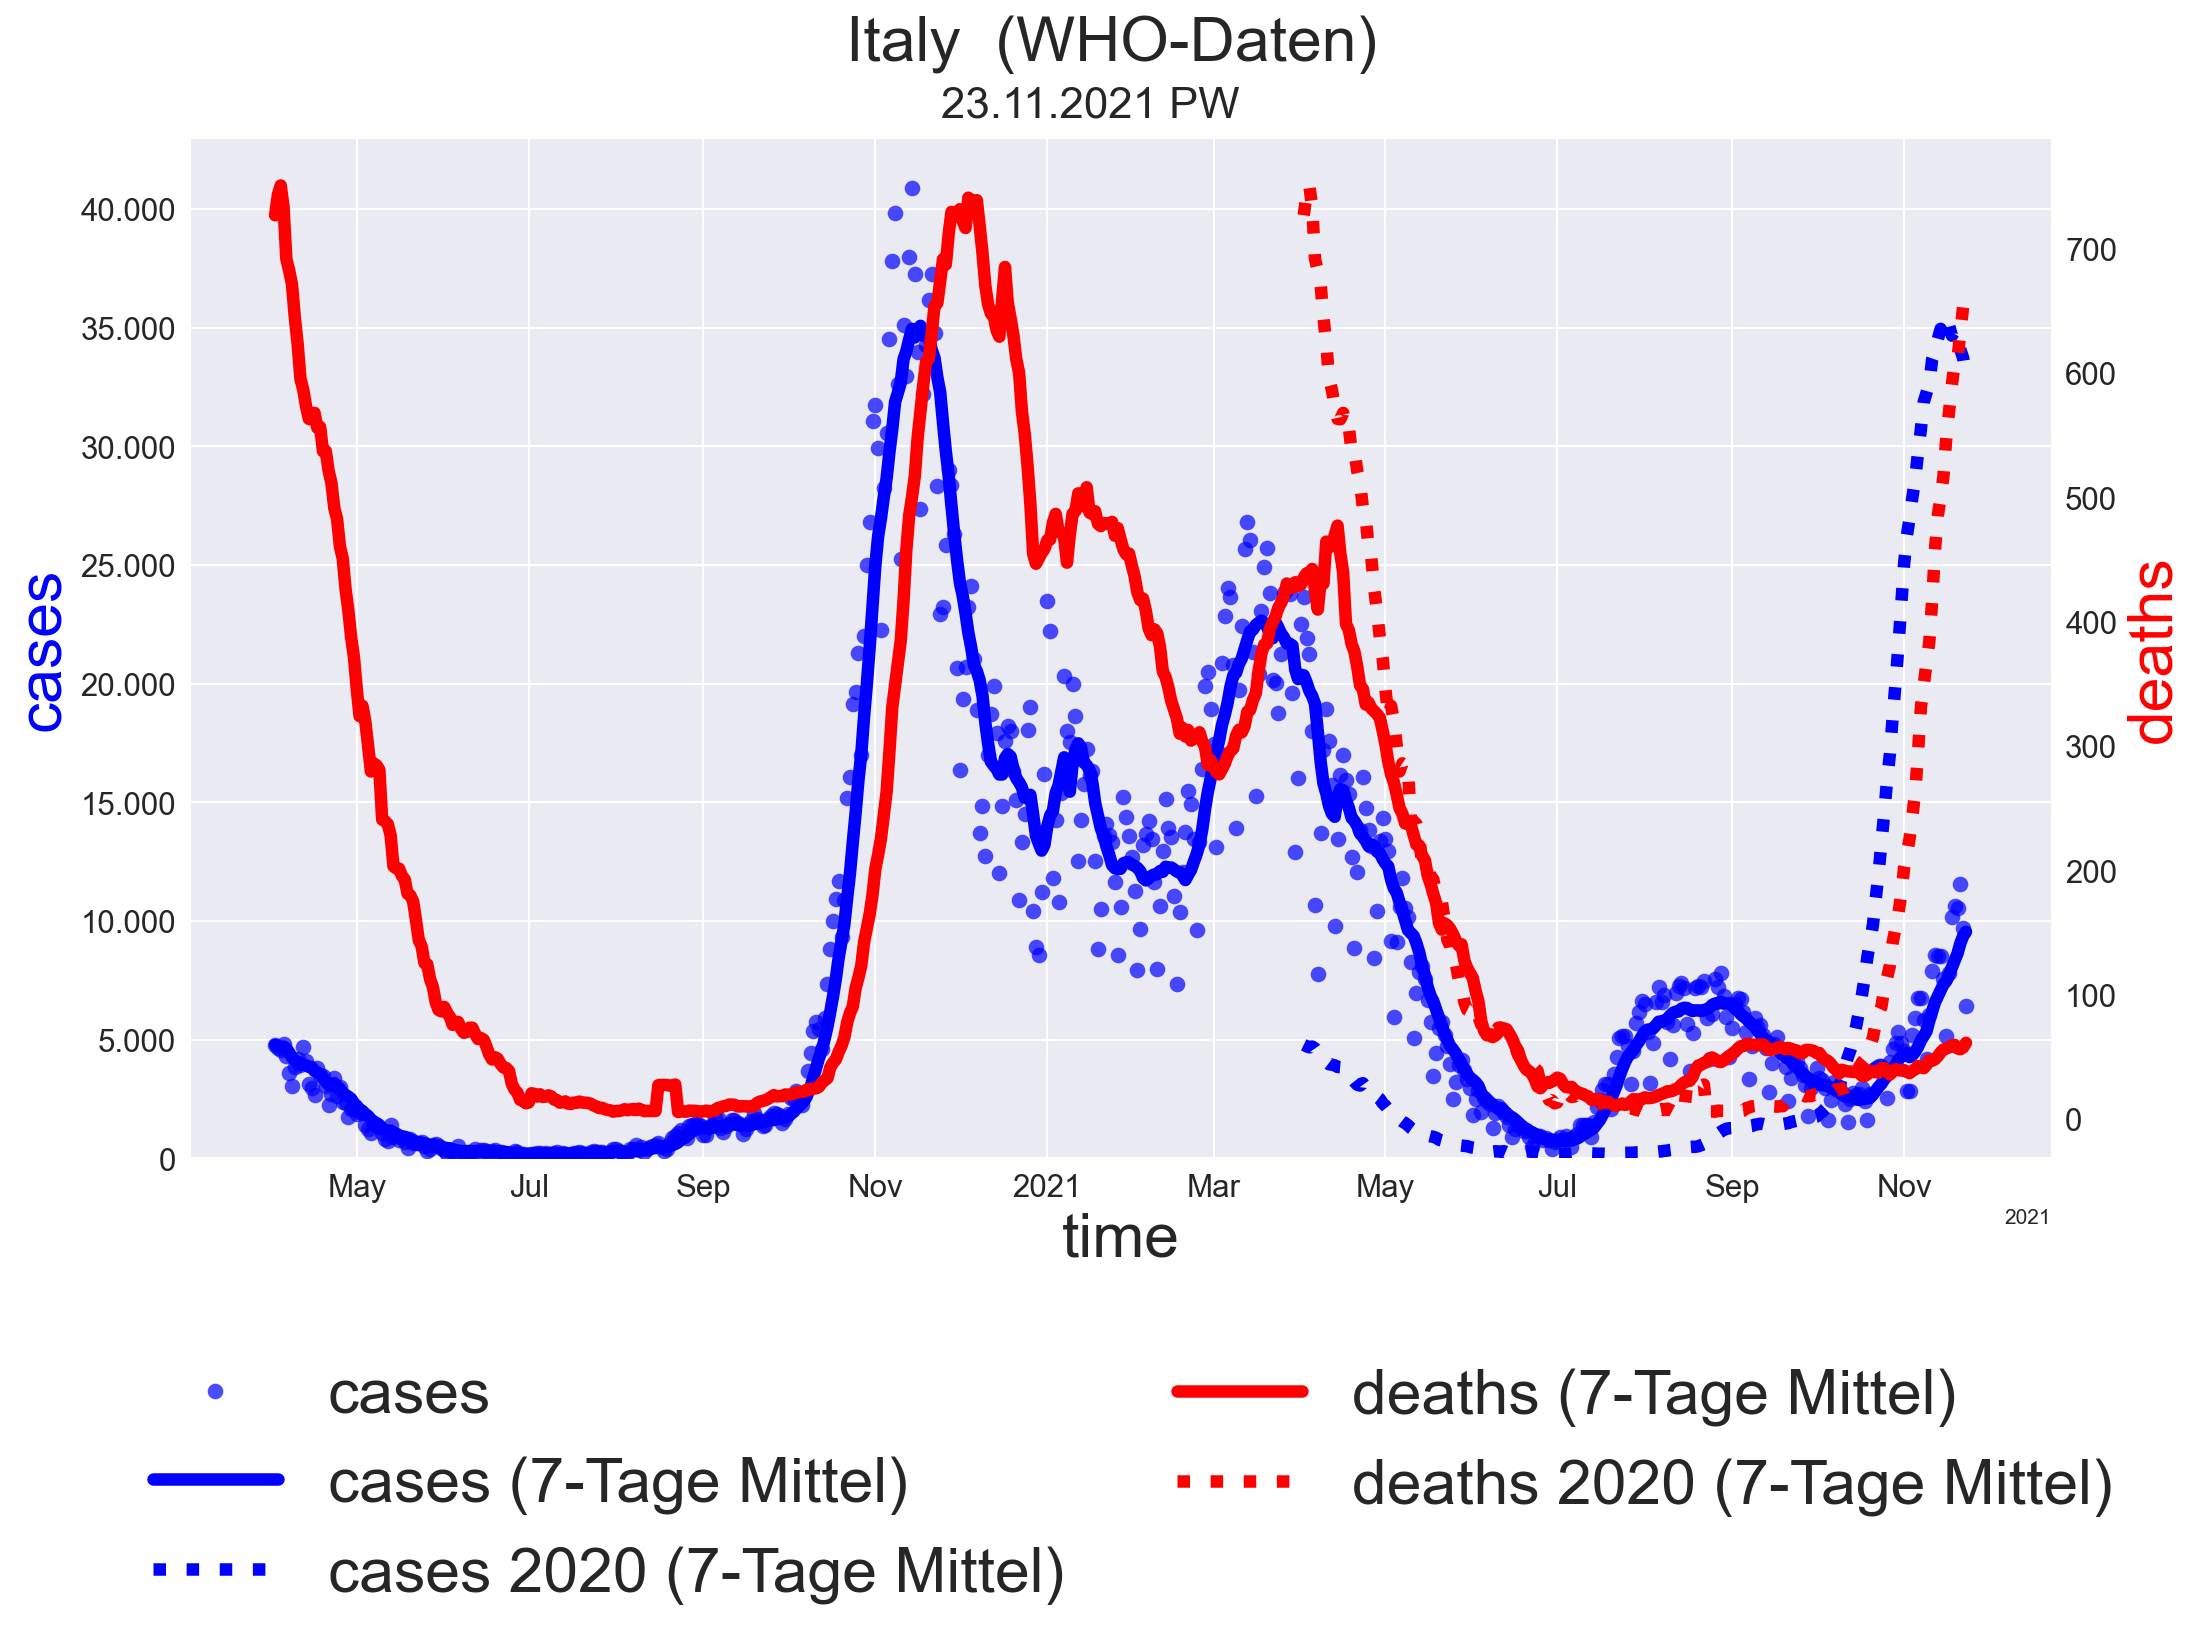 Italy  (WHO-Daten)
23.11.2021 PW
cases
40.000
35.000
30.000
25.000
20.000
15.000
10.000
5.000
0
deaths
700
600
500
400
300
200
100
0
May Jul Sep Nov 2021 Mar May Jul Sep Nov
2021
time
cases
cases (7-Tage Mittel)
cases 2020 (7-Tage Mittel)
deaths (7-Tage Mittel)
deaths 2020 (7-Tage Mittel)